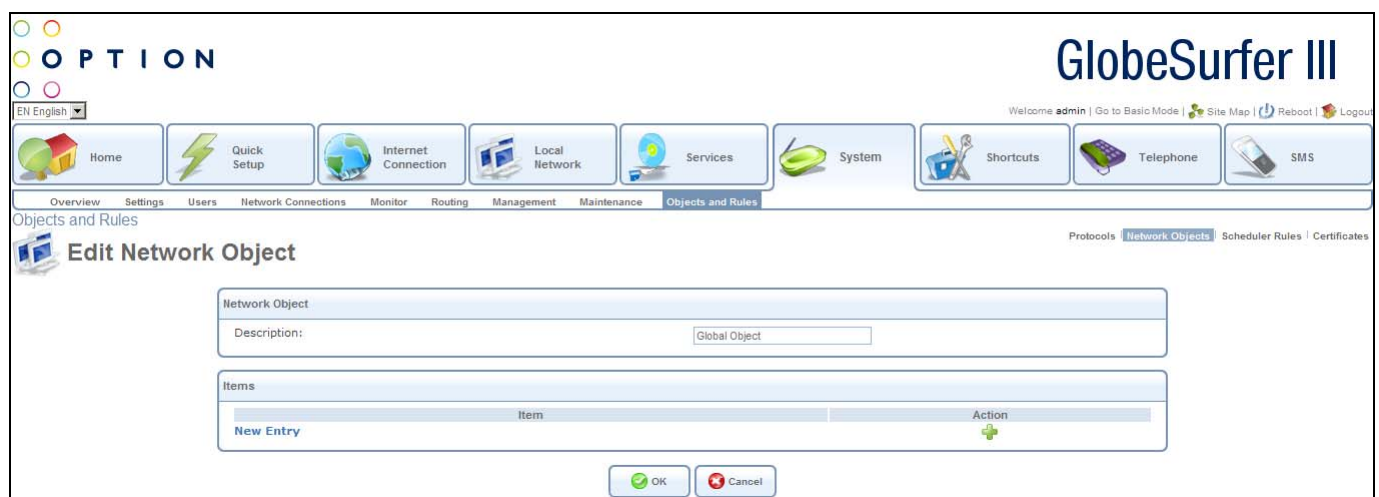 OPTION
GlobeSurfer III
EN English
Welcome admin | Go to Basic Mode | Site Map | Reboot | Logout
Home
Quick Setup
Internet Connection
Local Network
Services
System
Shortcuts
Telephone
SMS
Overview Settings Users Network Connections Monitor Routing Management Maintenance Objects and Rules
Objects and Rules
Protocols | Network Objects | Scheduler Rules | Certificates
Edit Network Object
Network Object
Description: Global Object
Items
Item Action
New Entry
OK Cancel